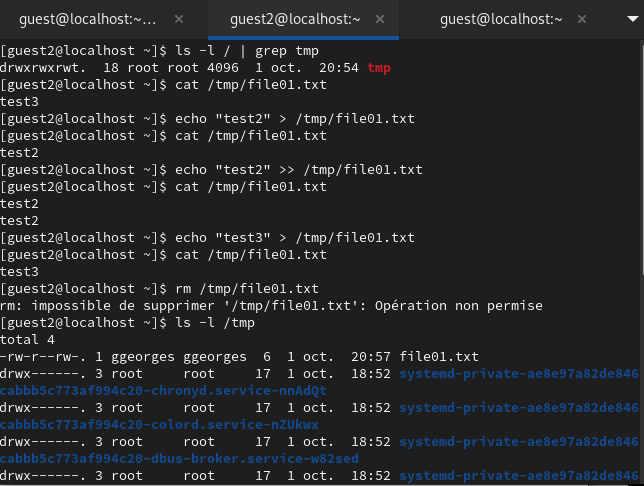 guest@localhost:~...
guest2@localhost:~
guest@localhost:~
[guest2@localhost ~]$ ls -l / | grep tmp
drwxrwxrwt.  18 root root 4096  1 oct.  20:54 tmp
[guest2@localhost ~]$ cat /tmp/file01.txt
test3
[guest2@localhost ~]$ echo "test2" > /tmp/file01.txt
[guest2@localhost ~]$ cat /tmp/file01.txt
test2
[guest2@localhost ~]$ echo "test2" >> /tmp/file01.txt
[guest2@localhost ~]$ cat /tmp/file01.txt
test2
test2
[guest2@localhost ~]$ echo "test3" > /tmp/file01.txt
[guest2@localhost ~]$ cat /tmp/file01.txt
test3
[guest2@localhost ~]$ rm /tmp/file01.txt
rm: impossible de supprimer '/tmp/file01.txt': Opération non permise
[guest2@localhost ~]$ ls -l /tmp
total 4
-rw-r--rw-. 1 ggeorges ggeorges  6  1 oct.  20:57 file01.txt
drwx------. 3 root     root     17  1 oct.  18:52 systemd-private-ae8e97a82de846
cabbb5c773af994c20-chronyd.service-nnAdQt
drwx------. 3 root     root     17  1 oct.  18:52 systemd-private-ae8e97a82de846
cabbb5c773af994c20-colord.service-nZUkwx
drwx------. 3 root     root     17  1 oct.  18:52 systemd-private-ae8e97a82de846
cabbb5c773af994c20-dbus-broker.service-w82sed
drwx------. 3 root     root     17  1 oct.  18:52 systemd-private-ae8e97a82de846